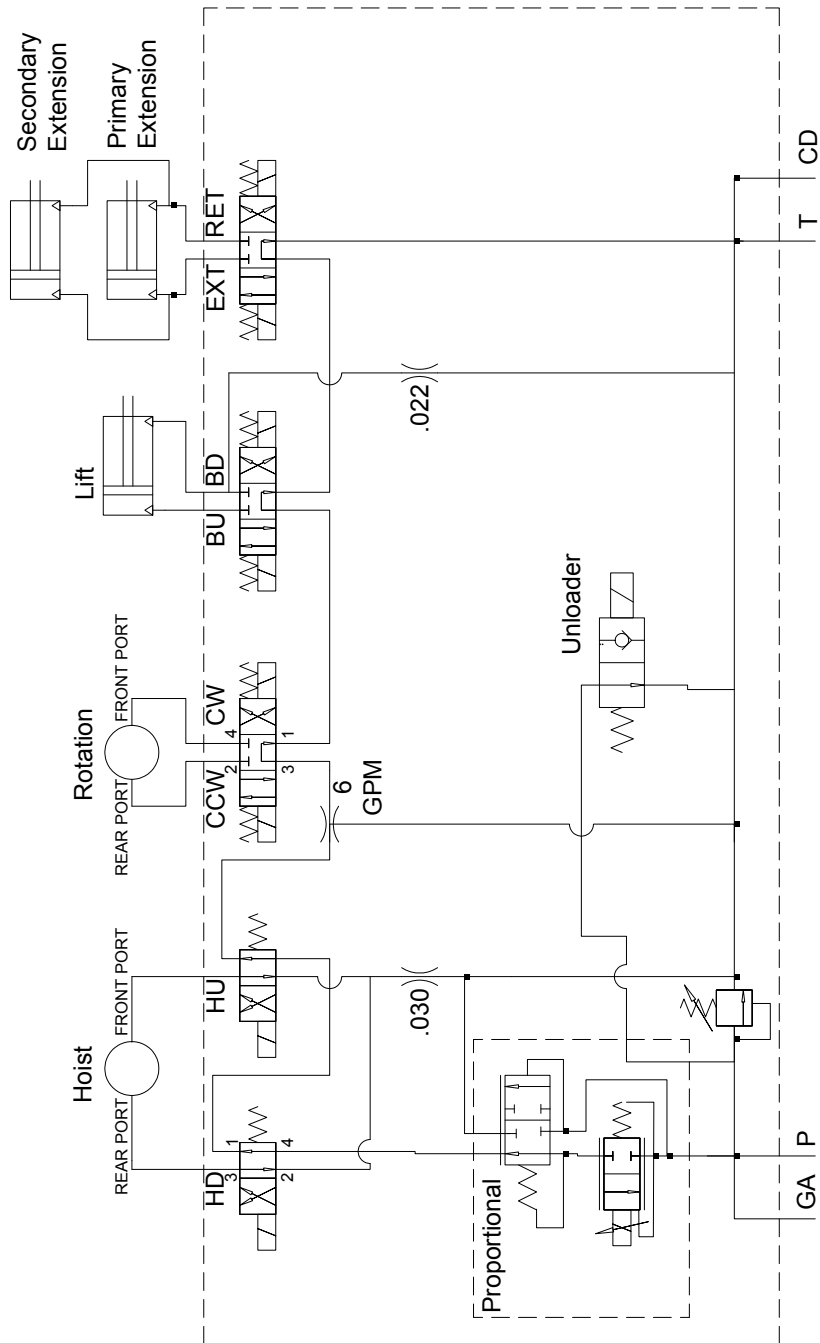 Secondary
Extension
Primary
Extension
EXT
RET
Lift
BU
BD
Rotation
REAR PORT
FRONT PORT
CCW
CW
2
4
3
1
6
GPM
Hoist
REAR PORT
FRONT PORT
HD
HU
3
1
2
4
.030
.022
Unloader
Proportional
GA
P
T
CD